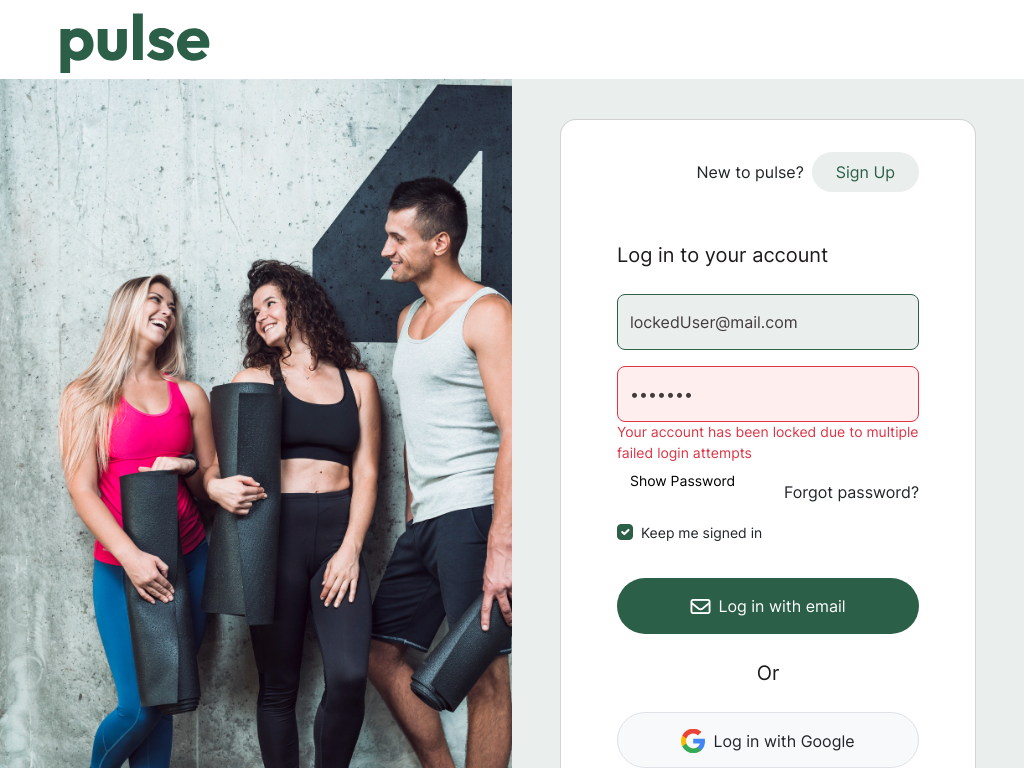 pulse
4
New to pulse? Sign Up
Log in to your account
lockedUser@mail.com
•••••••
Your account has been locked due to multiple
failed login attempts
Show Password
Forgot password?
Keep me signed in
Log in with email
Or
Log in with Google